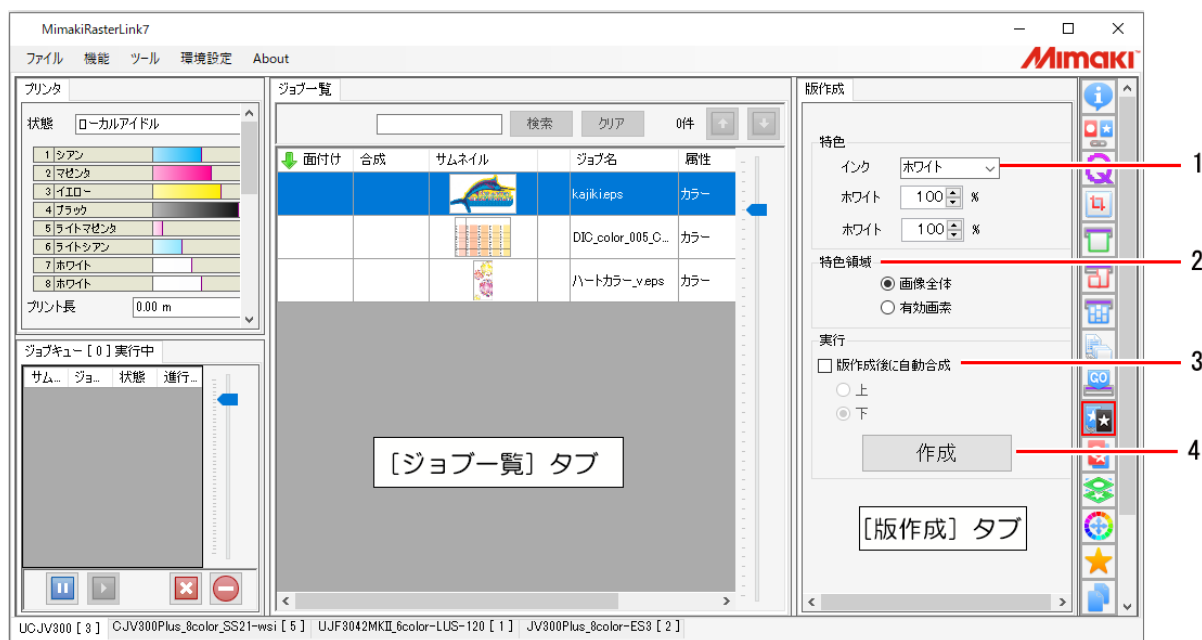 MimakiRasterLink7
ファイル 機能 ツール 環境設定 About
Mimaki
プリンタ
状態 ローカルアイドル
1 シアン
2 マゼンタ
3 イエロー
4 ブラック
5 ライトマゼンタ
6 ライトシアン
7 ホワイト
8 ホワイト
プリント長 0.00 m
ジョブキュー [ 0 ] 実行中
サム... ジョ... 状態 進行...
ジョブ一覧
検索 クリア 0件
面付け 合成 サムネイル ジョブ名 属性
kajiki.eps カラー
DIC_color_005_C... カラー
ハートカラー_v.eps カラー
[ジョブ一覧] タブ
版作成
特色
インク ホワイト
ホワイト 100 %
ホワイト 100 %
特色領域
画像全体
有効画素
実行
版作成後に自動合成
上
下
作成
[版作成] タブ
Q
GO
1
2
3
4
UCJV300 [ 3 ] CJV300Plus_8color_SS21-wsi [ 5 ] UJF3042MKⅡ_6color-LUS-120 [ 1 ] JV300Plus_8color-ES3 [ 2 ]